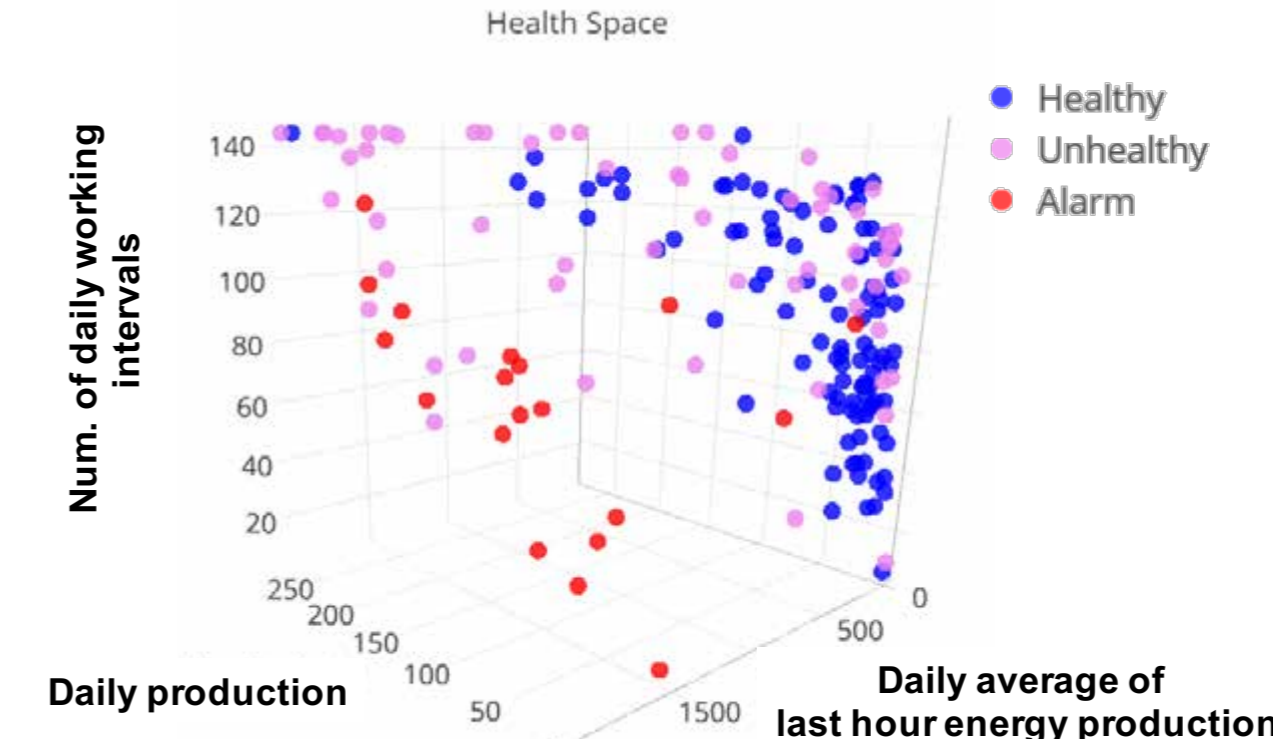 Health Space
Healthy
Unhealthy
Alarm
Num. of daily working
intervals
140
120
100
80
60
40
20
250
200
150
100
50
Daily production
0
500
1500
Daily average of
last hour energy production